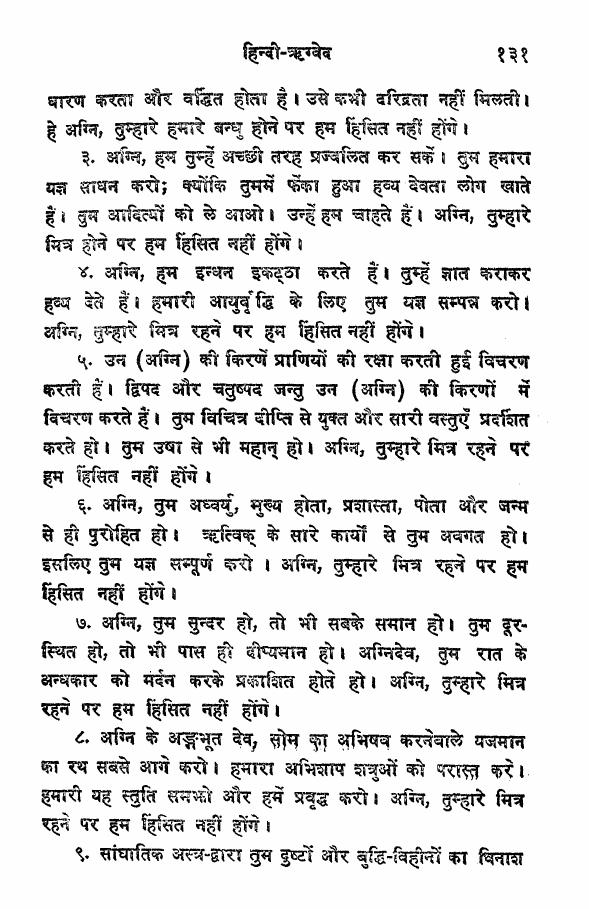 हिन्दी-ऋग्वेद १३१
धारण करता और वर्द्धित होता है। उसे कभी दरिद्रता नहीं मिलती।
हे अग्नि, तुम्हारे हमारे बन्धु होने पर हम हिंसित नहीं होंगे।
३. अग्नि, हम तुम्हें अच्छी तरह प्रज्वलित कर सकें। तुम हमारा
यज्ञ साधन करो; क्योंकि तुममें फेंका हुआ हव्य देवता लोग खाते
हैं। तुम आदित्यों को ले आओ। उन्हें हम चाहते हैं। अग्नि, तुम्हारे
मित्र होने पर हम हिंसित नहीं होंगे।
४. अग्नि, हम इन्धन इकट्ठा करते हैं। तुम्हें ज्ञात कराकर
हव्य देते हैं। हमारी आयुर्वृद्धि के लिए तुम यज्ञ सम्पन्न करो।
अग्नि, तुम्हारे मित्र रहने पर हम हिंसित नहीं होंगे।
५. उन (अग्नि) की किरणें प्राणियों की रक्षा करती हुई विचरण
करती हैं। द्विपद और चतुष्पद जन्तु उन (अग्नि) की किरणों में
विचरण करते हैं। तुम विचित्र दीप्ति से युक्त और सारी वस्तुएँ प्रदर्शित
करते हो। तुम उषा से भी महान् हो। अग्नि, तुम्हारे मित्र रहने पर
हम हिंसित नहीं होंगे।
६. अग्नि, तुम अध्वर्यु, मुख्य होता, प्रशास्ता, पोता और जन्म
से ही पुरोहित हो। ऋत्विक् के सारे कार्यों से तुम अवगत हो।
इसलिए तुम यज्ञ सम्पूर्ण करो। अग्नि, तुम्हारे मित्र रहने पर हम
हिंसित नहीं होंगे।
७. अग्नि, तुम सुन्दर हो, तो भी सबके समान हो। तुम दूर-
स्थित हो, तो भी पास ही दीप्यमान हो। अग्निदेव, तुम रात के
अन्धकार को मर्दन करके प्रकाशित होते हो। अग्नि, तुम्हारे मित्र
रहने पर हम हिंसित नहीं होंगे।
८. अग्नि के अङ्गभूत देव, सोम का अभिषव करनेवाले यजमान
का रथ सबसे आगे करो। हमारा अभिशाप शत्रुओं को परास्त करे।
हमारी यह स्तुति समझो और हमें प्रवृद्ध करो। अग्नि, तुम्हारे मित्र
रहने पर हम हिंसित नहीं होंगे।
९. सांघातिक अस्त्र-द्वारा तुम दुष्टों और बुद्धि-विहीनों का विनाश